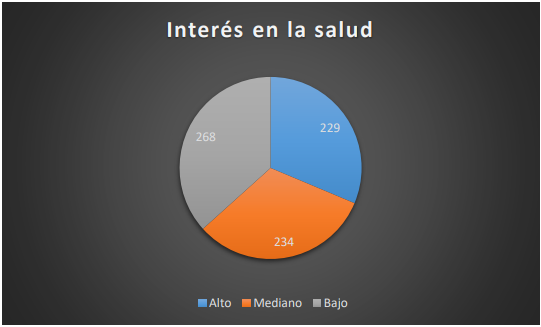 Interés en la salud
229
268
234
Alto Mediano Bajo